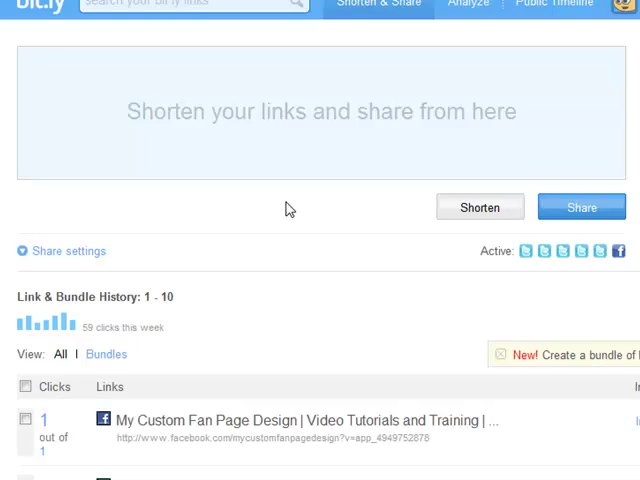 bit.ly search your bit.ly links Shorten & Share Analyze Public Timeline
Shorten your links and share from here
Shorten Share
Share settings Active:
Link & Bundle History: 1 - 10
59 clicks this week
View: All | Bundles
New! Create a bundle of
Clicks Links
1 My Custom Fan Page Design | Video Tutorials and Training | ...
out of http://www.facebook.com/mycustomfanpagedesign?v=app_4949752878
1